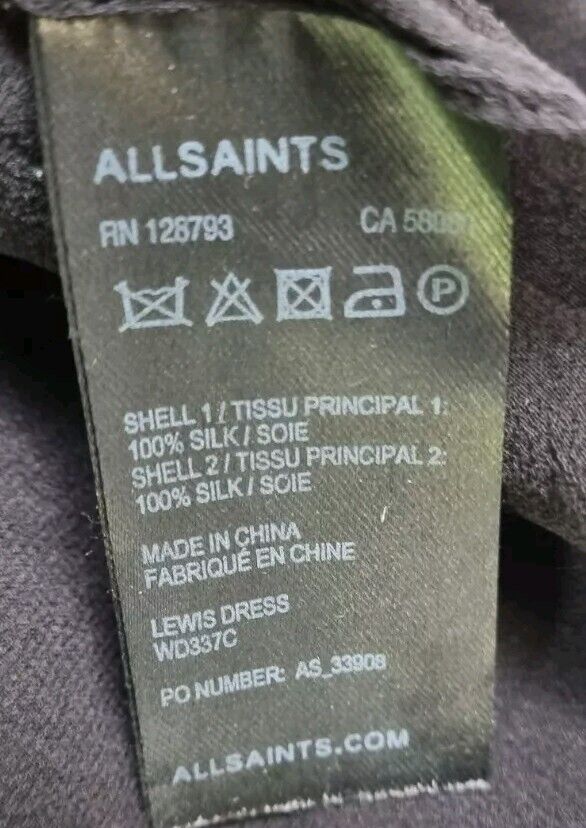 ALLSAINTS
RN 128793 CA
P
SHELL 1 / TISSU PRINCIPAL 1:
100% SILK / SOIE
SHELL 2 / TISSU PRINCIPAL 2:
100% SILK / SOIE
MADE IN CHINA
FABRIQUÉ EN CHINE
LEWIS DRESS
WD337C
PO NUMBER: AS_33908
ALLSAINTS.COM